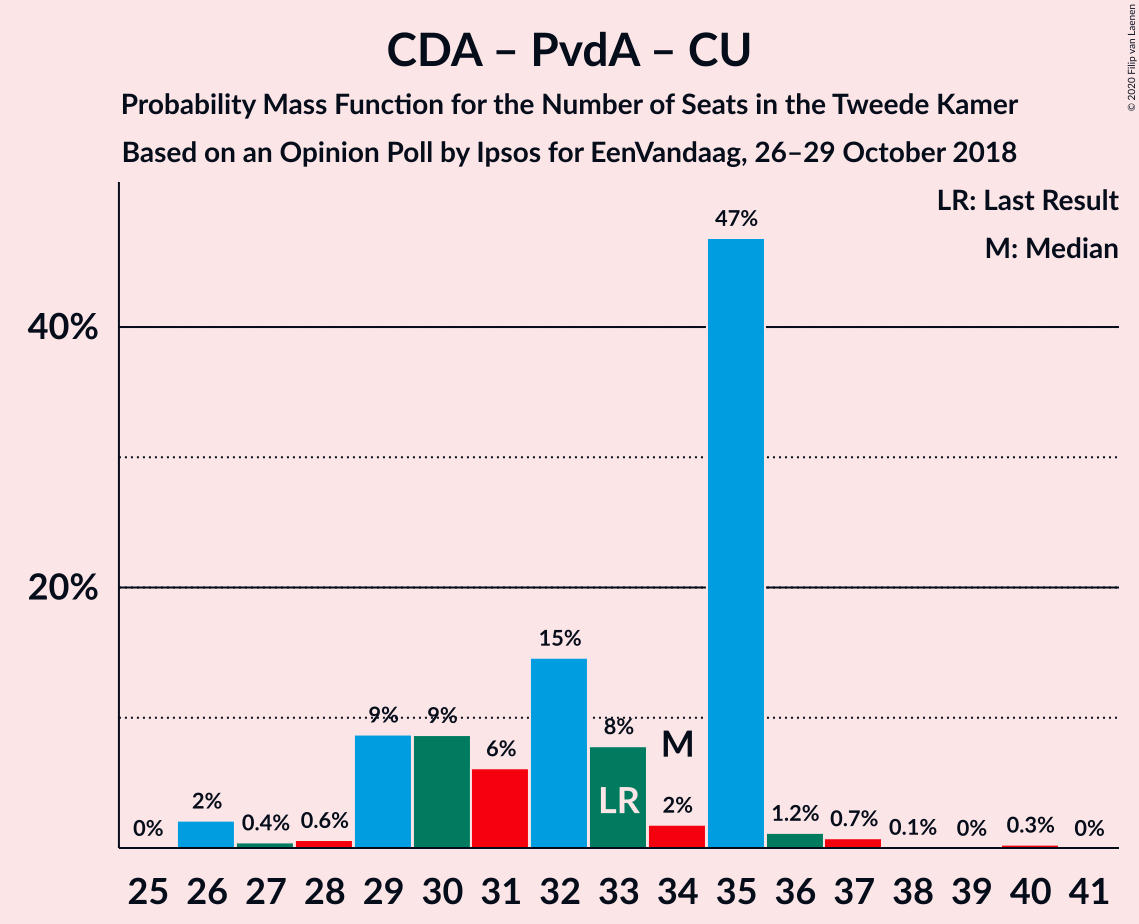 CDA – PvdA – CU
Probability Mass Function for the Number of Seats in the Tweede Kamer
Based on an Opinion Poll by Ipsos for EenVandaag, 26–29 October 2018
© 2020 Filip van Laenen
LR: Last Result
M: Median
47%
40%
20%
15%
9% 9%
8%
M
6%
2%
LR
2%
0% 0.4% 0.6% 1.2% 0.7% 0.1% 0% 0.3% 0%
25 26 27 28 29 30 31 32 33 34 35 36 37 38 39 40 41